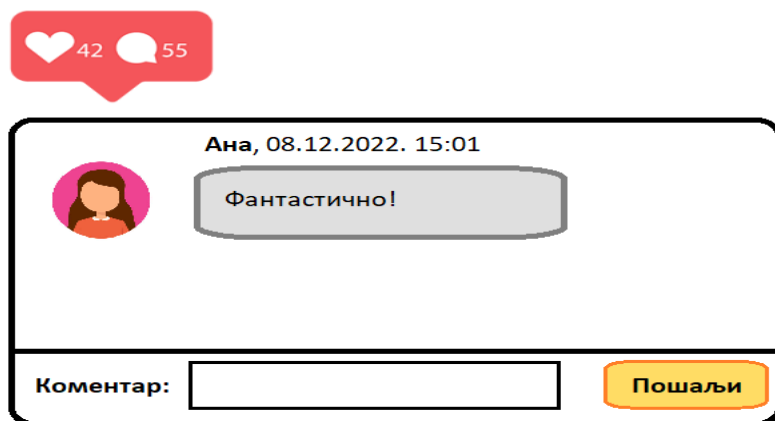 42 55
Ана, 08.12.2022. 15:01
Фантастично!
Коментар:
Пошаљи